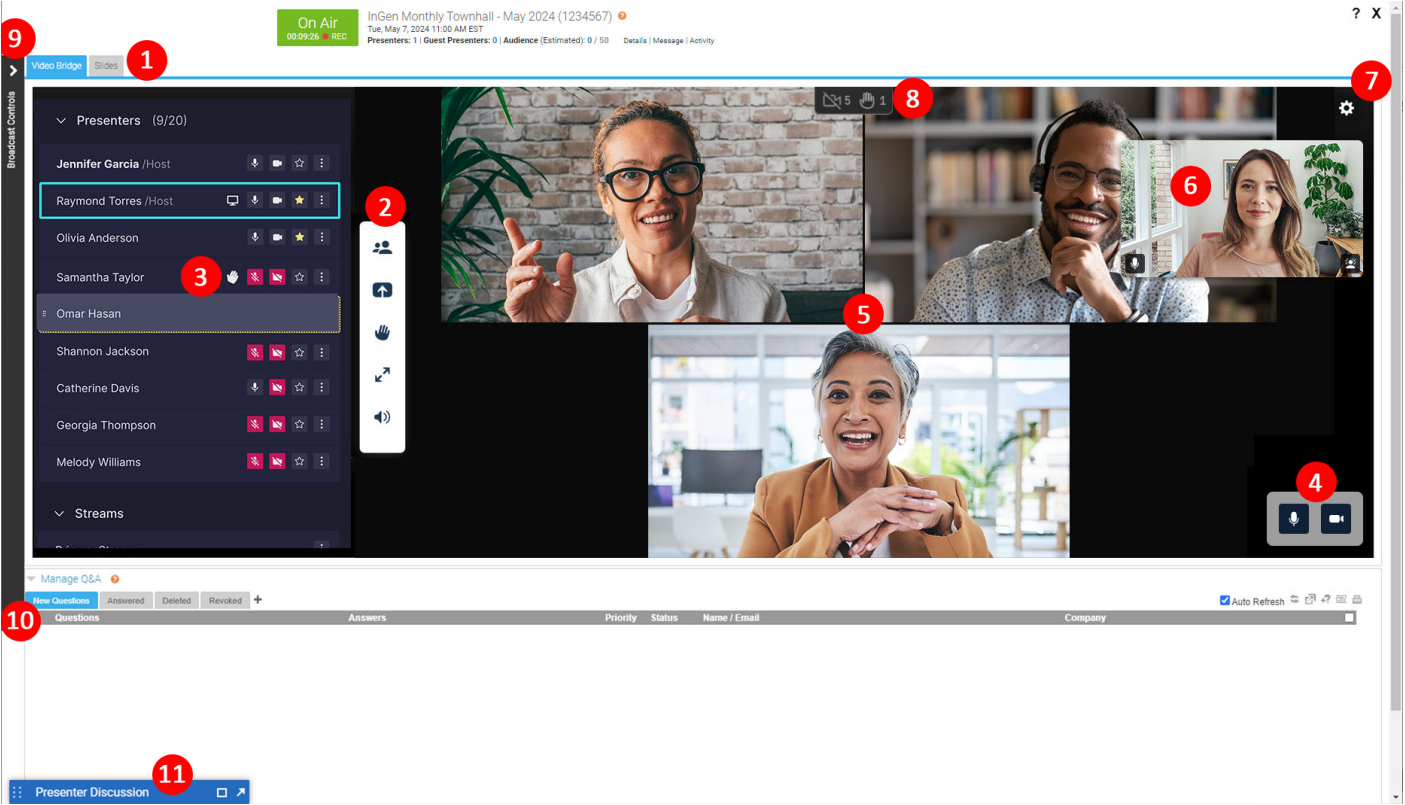 On Air
00:09:26 REC
InGen Monthly Townhall - May 2024 (1234567) ?
Tue, May 7, 2024 11:00 AM EST
Presenters: 1 | Guest Presenters: 0 | Audience (Estimated): 0 / 50 Details | Message | Activity
? X
9
1
7
Video Bridge Slides
Broadcast Controls
5 1
8
Presenters (9/20)
Jennifer Garcia /Host
Raymond Torres /Host
Olivia Anderson
Samantha Taylor
Omar Hasan
Shannon Jackson
Catherine Davis
Georgia Thompson
Melody Williams
Streams
2
3
6
5
4
Manage Q&A ?
New Questions Answered Deleted Revoked +
Auto Refresh
10
Questions Answers Priority Status Name / Email Company
11
Presenter Discussion